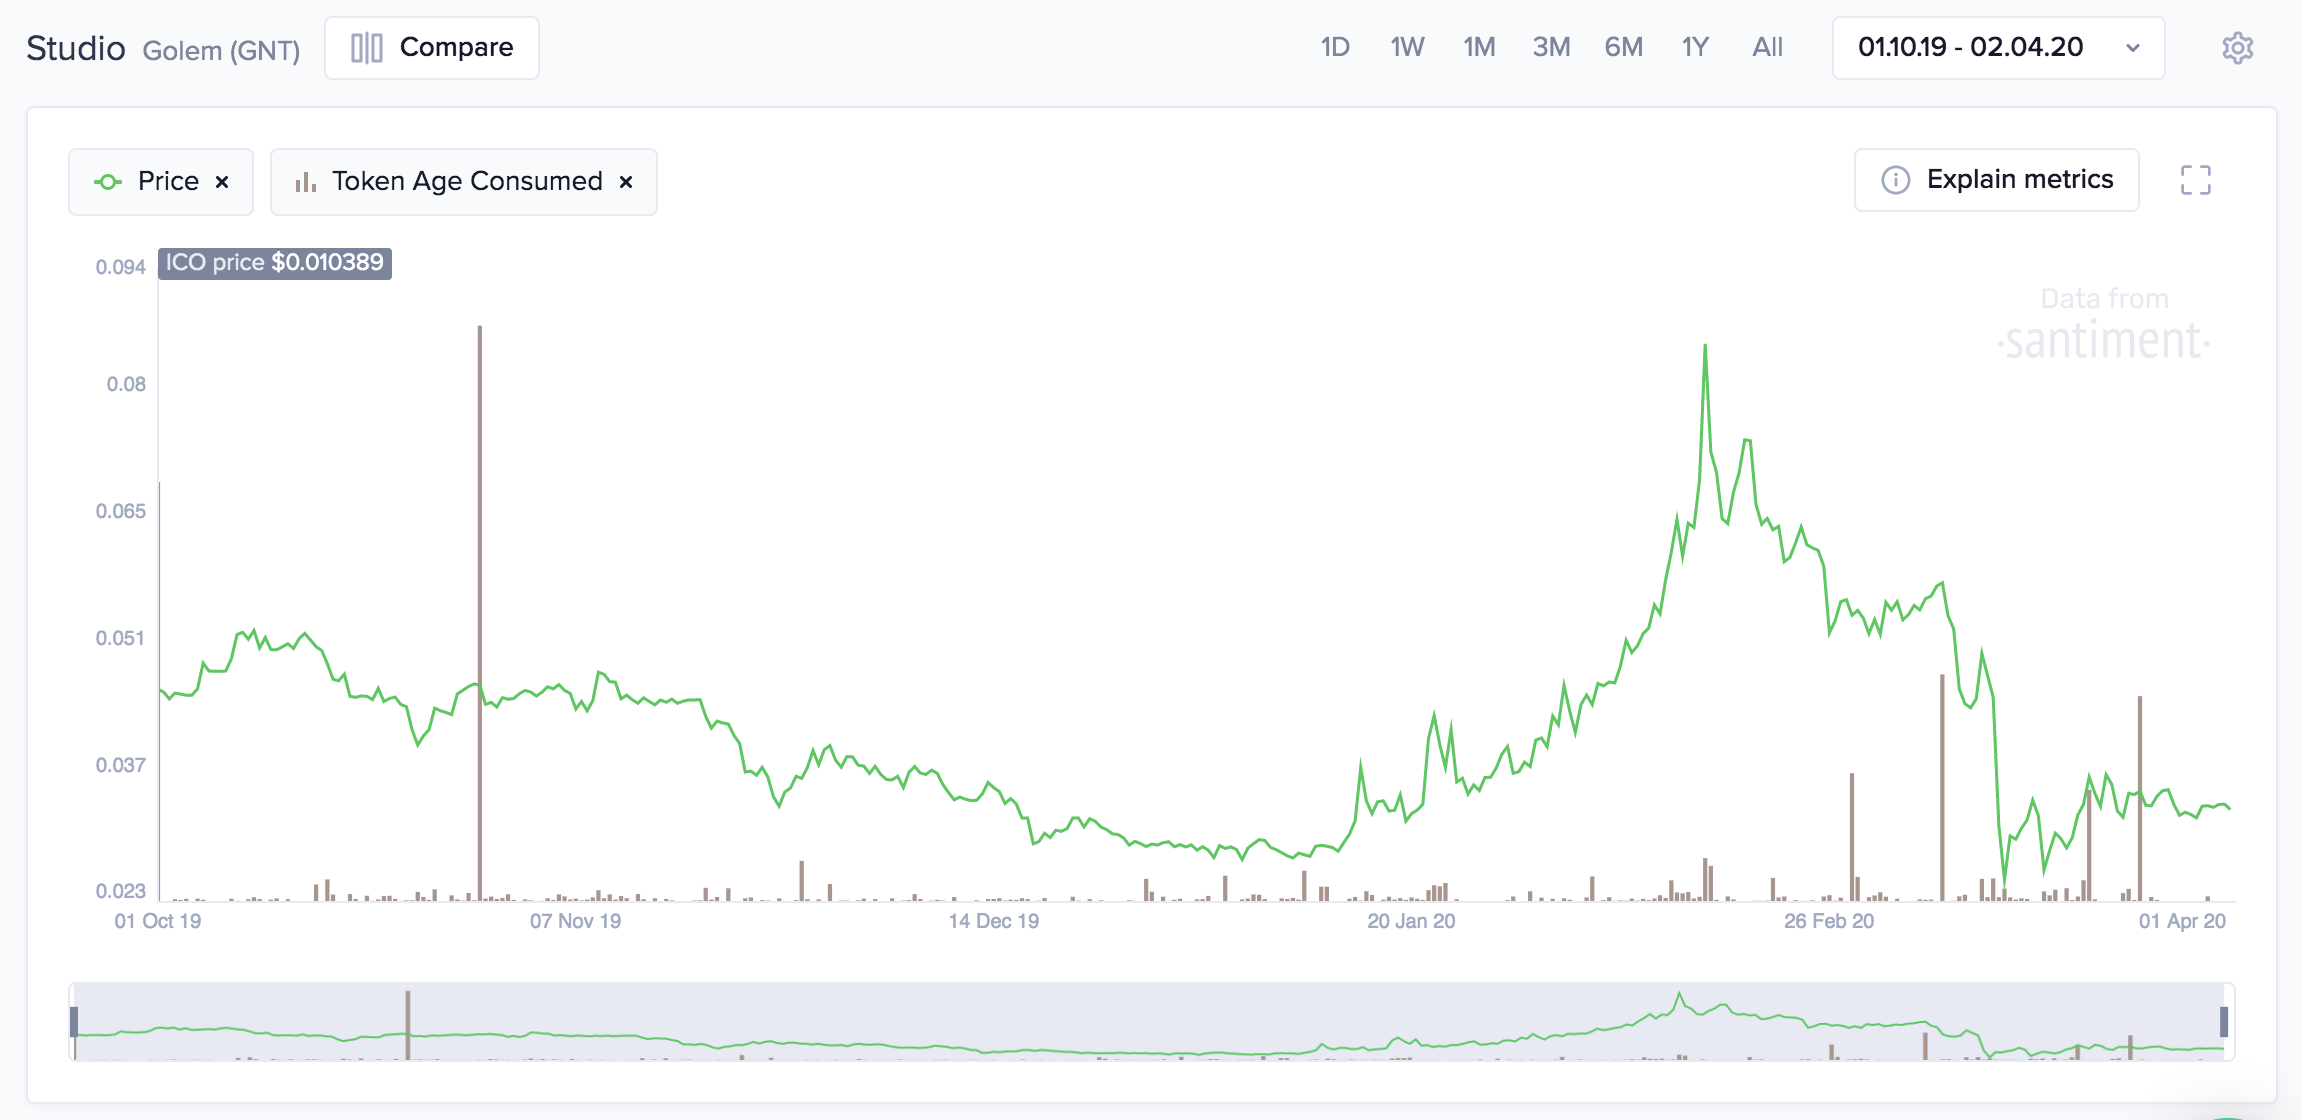 Studio Golem (GNT) Compare 1D 1W 1M 3M 6M 1Y All 01.10.19 - 02.04.20
Price × Token Age Consumed × Explain metrics
ICO price $0.010389
0.094
0.08
0.065
0.051
0.037
0.023
Data from
·santiment·
01 Oct 19 07 Nov 19 14 Dec 19 20 Jan 20 26 Feb 20 01 Apr 20